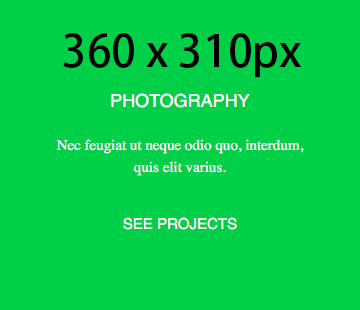 360 x 310px
PHOTOGRAPHY
Nec feugiat ut neque odio quo, interdum,
quis elit varius.
SEE PROJECTS